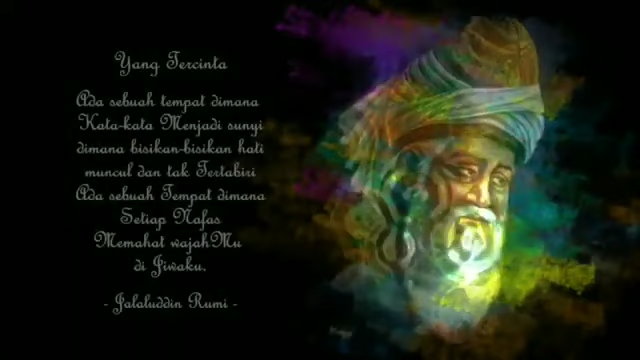 Yang Tercinta
Ada sebuah tempat dimana
Kata-kata Menjadi sunyi
dimana bisikan-bisikan hati
muncul dan tak Tertabiri
Ada sebuah Tempat dimana
Setiap Nafas
Memahat wajahMu
di Jiwaku.
- Jalaluddin Rumi -